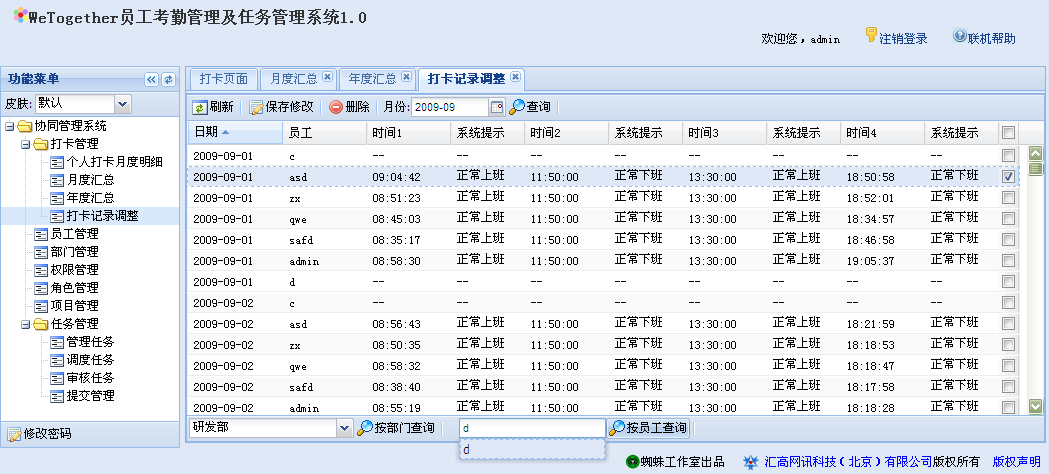 WeTogether员工考勤管理及任务管理系统1.0
欢迎您，admin 注销登录 联机帮助
功能菜单
皮肤: 默认
协同管理系统
打卡管理
个人打卡月度明细
月度汇总
年度汇总
打卡记录调整
员工管理
部门管理
权限管理
角色管理
项目管理
任务管理
管理任务
调度任务
审核任务
提交管理
修改密码
打卡页面 月度汇总 年度汇总 打卡记录调整
刷新 保存修改 删除 月份: 2009-09 查询
日期 员工 时间1 系统提示 时间2 系统提示 时间3 系统提示 时间4 系统提示
2009-09-01 c -- -- -- -- -- -- -- --
2009-09-01 asd 09:04:42 正常上班 11:50:00 正常下班 13:30:00 正常上班 18:50:58 正常下班
2009-09-01 zx 08:51:23 正常上班 11:50:00 正常下班 13:30:00 正常上班 18:52:01 正常下班
2009-09-01 qwe 08:45:03 正常上班 11:50:00 正常下班 13:30:00 正常上班 18:34:57 正常下班
2009-09-01 safd 08:35:17 正常上班 11:50:00 正常下班 13:30:00 正常上班 18:46:58 正常下班
2009-09-01 admin 08:58:30 正常上班 11:50:00 正常下班 13:30:00 正常上班 19:05:37 正常下班
2009-09-01 d -- -- -- -- -- -- -- --
2009-09-02 c -- -- -- -- -- -- -- --
2009-09-02 asd 08:56:43 正常上班 11:50:00 正常下班 13:30:00 正常上班 18:21:59 正常下班
2009-09-02 zx 08:50:35 正常上班 11:50:00 正常下班 13:30:00 正常上班 18:18:53 正常下班
2009-09-02 qwe 08:58:32 正常上班 11:50:00 正常下班 13:30:00 正常上班 18:18:47 正常下班
2009-09-02 safd 08:38:40 正常上班 11:50:00 正常下班 13:30:00 正常上班 18:17:58 正常下班
2009-09-02 admin 08:55:19 正常上班 11:50:00 正常下班 13:30:00 正常上班 18:18:28 正常下班
研发部 按部门查询 d 按员工查询
d
蜘蛛工作室出品 汇高网讯科技（北京）有限公司版权所有 版权声明